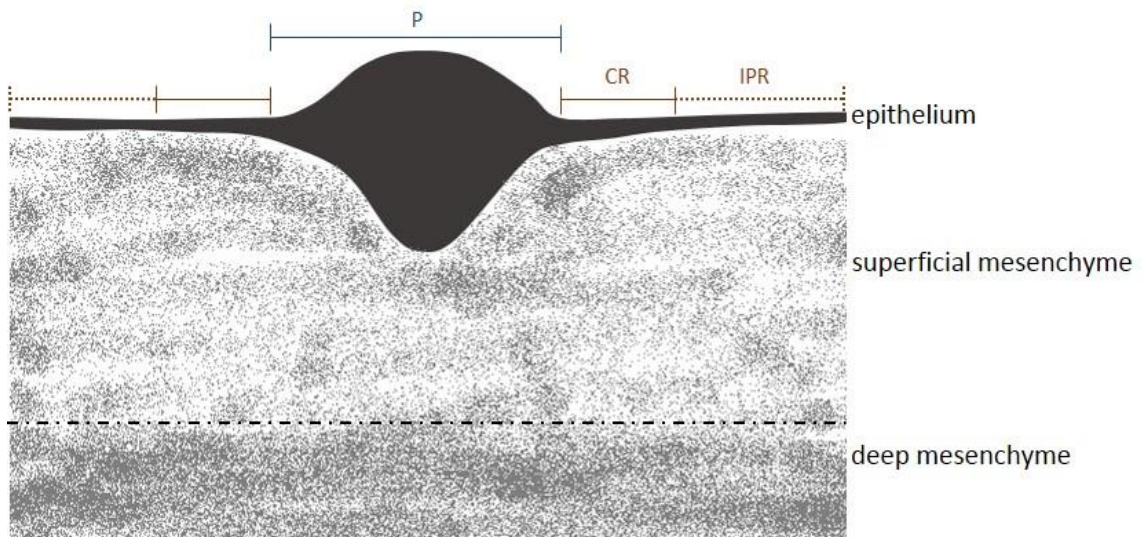 P
CR
IPR
epithelium
superficial mesenchyme
deep mesenchyme